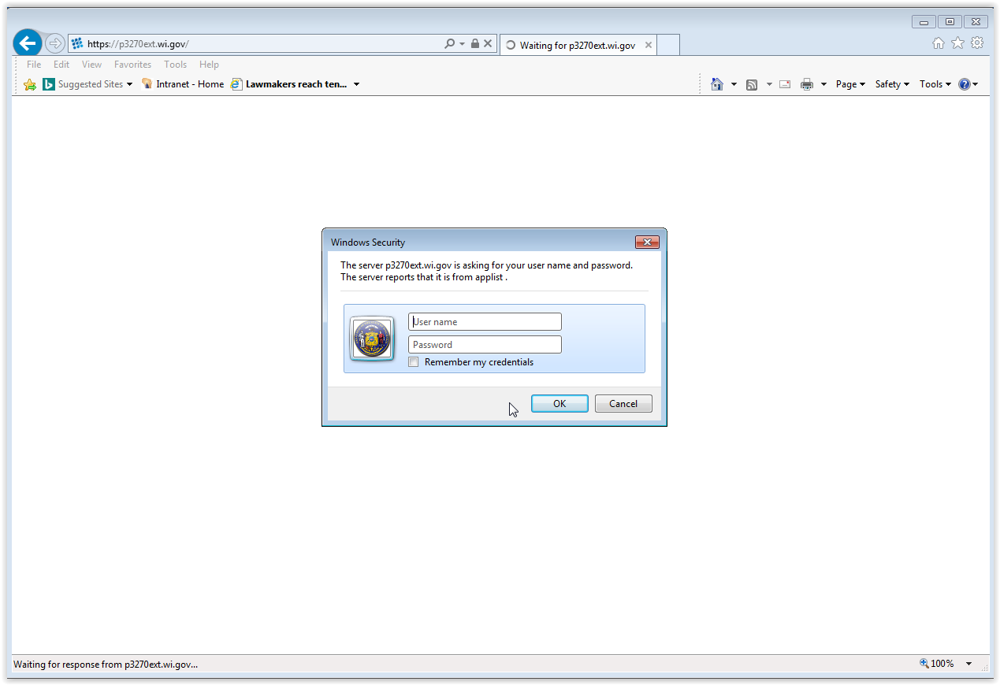 https://p3270ext.wi.gov/
Waiting for p3270ext.wi.gov
File Edit View Favorites Tools Help
Suggested Sites Intranet - Home Lawmakers reach ten... Page Safety Tools
Windows Security
The server p3270ext.wi.gov is asking for your user name and password.
The server reports that it is from applist .
User name
Password
Remember my credentials
OK Cancel
Waiting for response from p3270ext.wi.gov... 100%